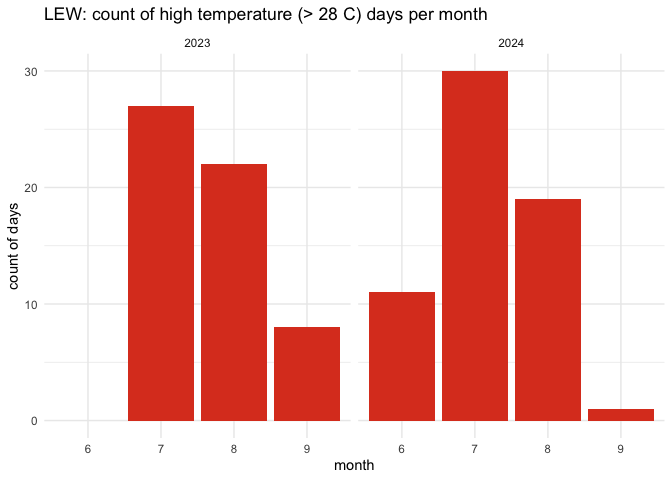 LEW: count of high temperature (> 28 C) days per month
2023 2024
30
20
10
0
count of days
6 7 8 9 6 7 8 9
month